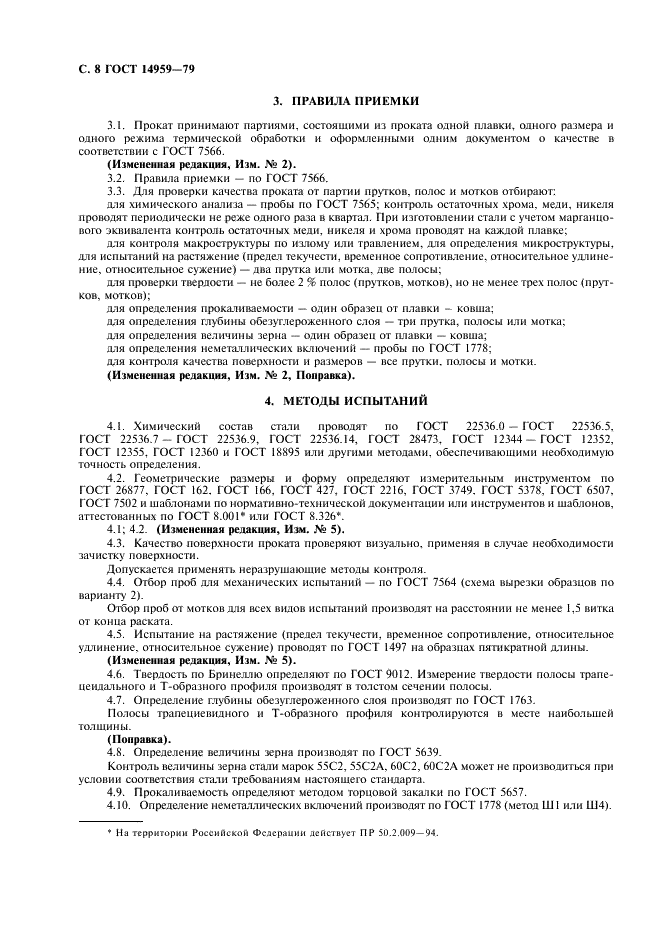 С. 8 ГОСТ 14959—79
3. ПРАВИЛА ПРИЕМКИ
3.1. Прокат принимают партиями, состоящими из проката одной плавки, одного размера и
одного режима термической обработки и оформленными одним документом о качестве в
соответствии с ГОСТ 7566.
(Измененная редакция, Изм. № 2).
3.2. Правила приемки — по ГОСТ 7566.
3.3. Для проверки качества проката от партии прутков, полос и мотков отбирают:
для химического анализа — пробы по ГОСТ 7565; контроль остаточных хрома, меди, никеля
проводят периодически не реже одного раза в квартал. При изготовлении стали с учетом марганцо-
вого эквивалента контроль остаточных меди, никеля и хрома проводят на каждой плавке;
для контроля макроструктуры по излому или травлением, для определения микроструктуры,
для испытаний на растяжение (предел текучести, временное сопротивление, относительное удлине-
ние, относительное сужение) — два прутка или мотка, две полосы;
для проверки твердости — не более 2 % полос (прутков, мотков), но не менее трех полос (прут-
ков, мотков);
для определения прокаливаемости — один образец от плавки – ковша;
для определения глубины обезуглероженного слоя — три прутка, полосы или мотка;
для определения величины зерна — один образец от плавки — ковша;
для определения неметаллических включений — пробы по ГОСТ 1778;
для контроля качества поверхности и размеров — все прутки, полосы и мотки.
(Измененная редакция, Изм. № 2, Поправка).
4. МЕТОДЫ ИСПЫТАНИЙ
4.1. Химический состав стали проводят по ГОСТ 22536.0 — ГОСТ 22536.5,
ГОСТ 22536.7 — ГОСТ 22536.9, ГОСТ 22536.14, ГОСТ 28473, ГОСТ 12344 — ГОСТ 12352,
ГОСТ 12355, ГОСТ 12360 и ГОСТ 18895 или другими методами, обеспечивающими необходимую
точность определения.
4.2. Геометрические размеры и форму определяют измерительным инструментом по
ГОСТ 26877, ГОСТ 162, ГОСТ 166, ГОСТ 427, ГОСТ 2216, ГОСТ 3749, ГОСТ 5378, ГОСТ 6507,
ГОСТ 7502 и шаблонами по нормативно-технической документации или инструментов и шаблонов,
аттестованных по ГОСТ 8.001* или ГОСТ 8.326*.
4.1; 4.2. (Измененная редакция, Изм. № 5).
4.3. Качество поверхности проката проверяют визуально, применяя в случае необходимости
зачистку поверхности.
Допускается применять неразрушающие методы контроля.
4.4. Отбор проб для механических испытаний — по ГОСТ 7564 (схема вырезки образцов по
варианту 2).
Отбор проб от мотков для всех видов испытаний производят на расстоянии не менее 1,5 витка
от конца раската.
4.5. Испытание на растяжение (предел текучести, временное сопротивление, относительное
удлинение, относительное сужение) проводят по ГОСТ 1497 на образцах пятикратной длины.
(Измененная редакция, Изм. № 5).
4.6. Твердость по Бринеллю определяют по ГОСТ 9012. Измерение твердости полосы трапе-
цеидального и Т-образного профиля производят в толстом сечении полосы.
4.7. Определение глубины обезуглероженного слоя производят по ГОСТ 1763.
Полосы трапециевидного и Т-образного профиля контролируются в месте наибольшей
толщины.
(Поправка).
4.8. Определение величины зерна производят по ГОСТ 5639.
Контроль величины зерна стали марок 55С2, 55С2А, 60С2, 60С2А может не производиться при
условии соответствия стали требованиям настоящего стандарта.
4.9. Прокаливаемость определяют методом торцовой закалки по ГОСТ 5657.
4.10. Определение неметаллических включений производят по ГОСТ 1778 (метод Ш1 или Ш4).
* На территории Российской Федерации действует ПР 50.2.009—94.